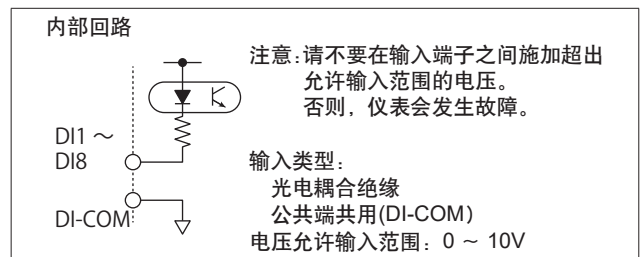 内部回路
注意:请不要在输入端子之间施加超出
允许输入范围的电压。
否则，仪表会发生故障。
DI1 ～
DI8
DI-COM
输入类型：
光电耦合绝缘
公共端共用(DI-COM）
电压允许输入范围：0 ～ 10V